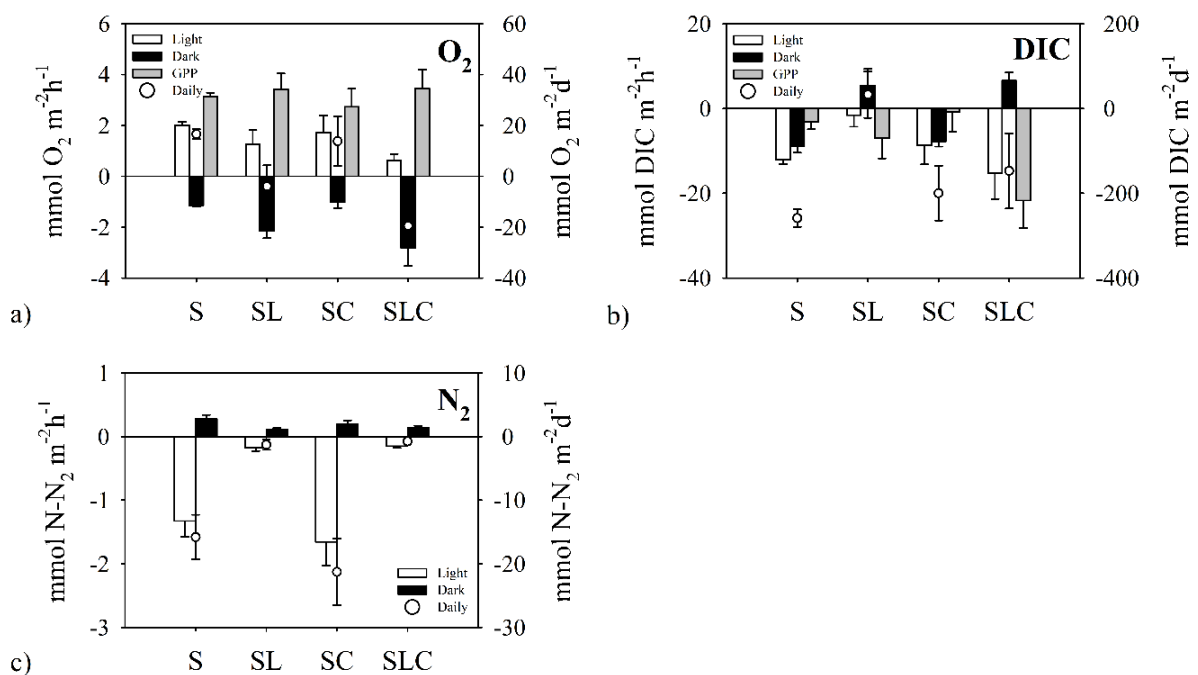 O₂
Light
Dark
GPP
Daily
mmol O₂ m⁻²h⁻¹
6
4
2
0
-2
-4
60
40
20
0
-20
-40
mmol O₂ m⁻²d⁻¹
S SL SC SLC
a)
DIC
Light
Dark
GPP
Daily
mmol DIC m⁻²h⁻¹
20
0
-20
-40
200
100
0
-100
-200
-300
-400
mmol DIC m⁻²d⁻¹
S SL SC SLC
b)
N₂
mmol N-N₂ m⁻²h⁻¹
1
0
-1
-2
-3
10
0
-10
-20
-30
mmol N-N₂ m⁻²d⁻¹
Light
Dark
Daily
S SL SC SLC
c)